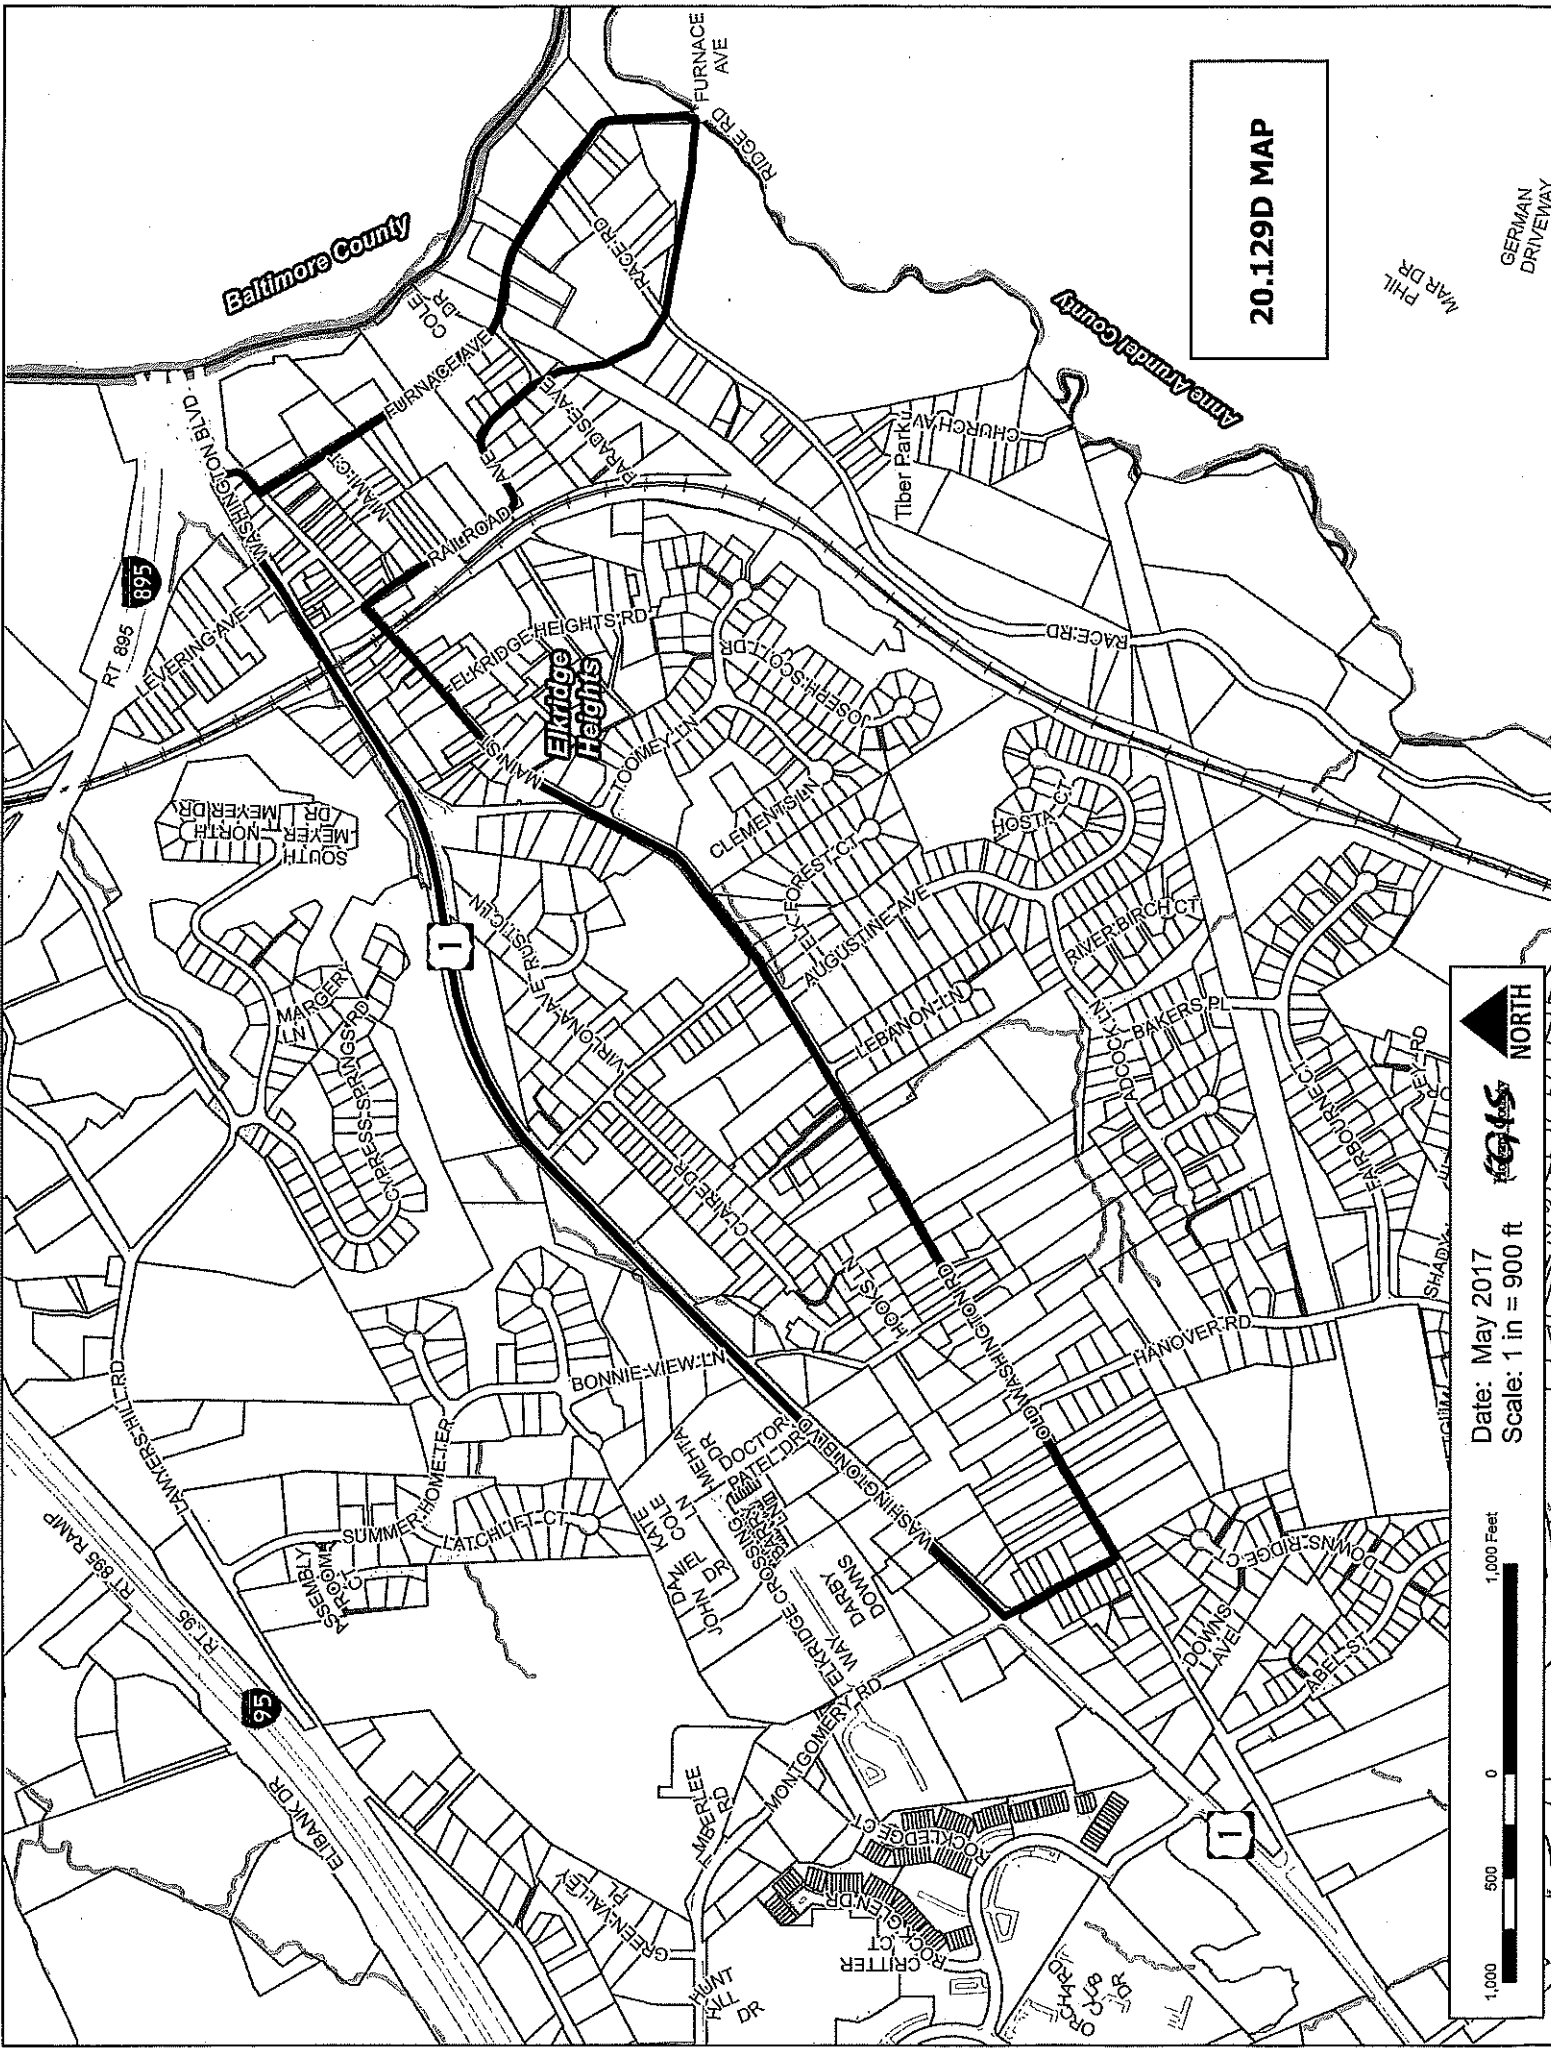 Baltimore County
FURNACE
AVE
RIDGE RD
COLE
DR
RACE RD
FURNACE AVE
WASHINGTON BLVD
MIAMI CT
PARADISE AVE
RAILROAD AVE
895
RT 895
LEVERING AVE
ELKRIDGE HEIGHTS RD
Elkridge
Heights
MAIN ST
TOOMEY LN
JOSEPH SCOTT DR
CHURCH AV
Tiber Park
Anne Arundel County
20.129D MAP
PHIL
MAR DR
GERMAN
DRIVEWAY
RACE RD
NORTH
MEYER DR
SOUTH
MEYER
DR
MARGERY
LN
CYPRESS SPRINGS RD
1
RUSTIC LN
VIRLONA AVE
CLEMENTS LN
ELK FOREST CT
AUGUSTINE AVE
HOSTA CT
RIVER BIRCH CT
LEBANON LN
ADCOCK LN
BAKERS PL
FAIRBOURNE CT
CLAIRE DR
HOOKS LN
OLD WASHINGTON RD
HANOVER RD
BONNIE VIEW LN
LAWYERS HILL RD
SUMMER HOME TER
LATCHLIFT CT
ASSEMBLY
ROOM
CT
RT 895 RAMP
RT 95
95
ELIBANK DR
MEHTA
DR
DOCTOR
PATEL DR
KATE
COLE
LN
DANIEL
JOHN DR
ELKRIDGE CROSSING
WAY
DARBY
DOWNS
WASHINGTON BLVD
MONTGOMERY RD
DOWNS RIDGE CT
DOWNS
AVE
ABEL ST
TIMBERLEE
RD
GREEN VALLEY
PL
HUNT
HILL
DR
ROCKLEDGE CT
ROCK GLEN DR
CRITTER
CT
ORCHARD
CLUB
DR
1
1,000
500
0
1,000 Feet
Date: May 2017
Scale: 1 in = 900 ft
NORTH